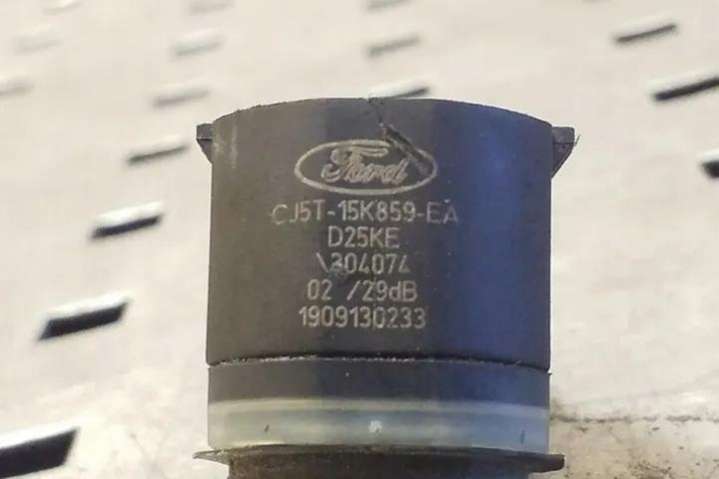 Ford
CJ5T-15K859-EA
D25KE
\304074
02 /29dB
1909130233